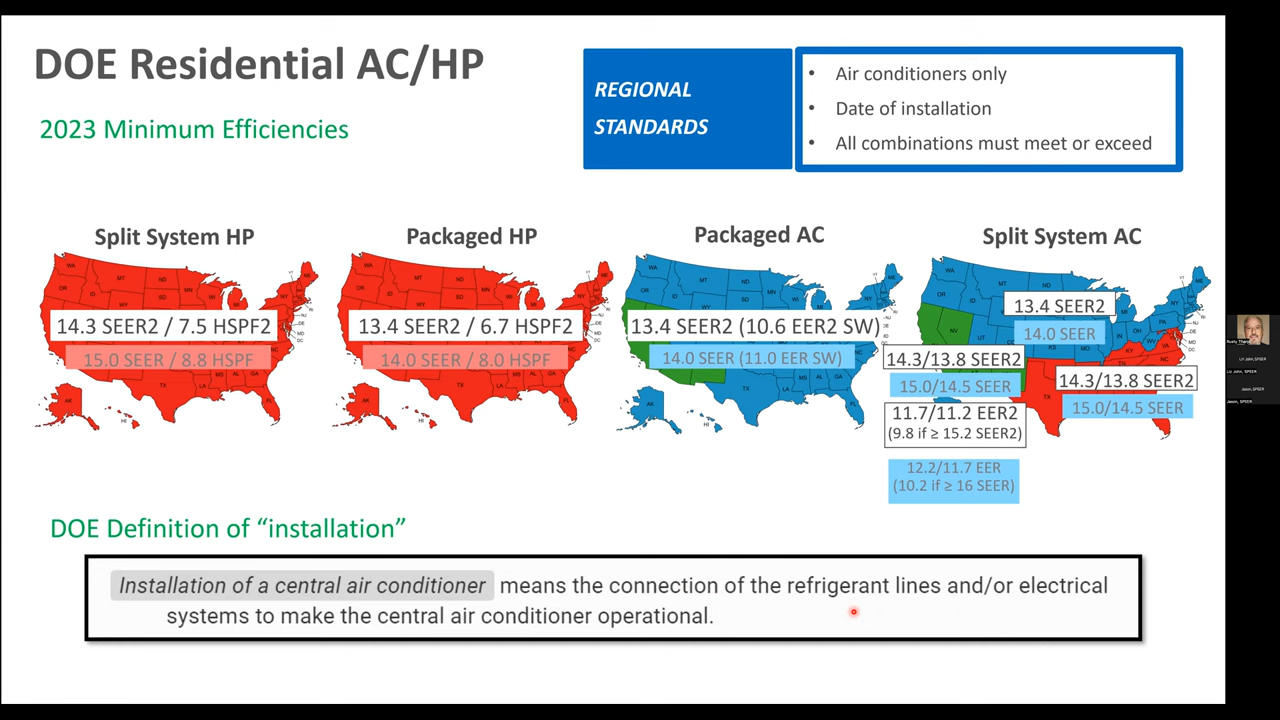 DOE Residential AC/HP
2023 Minimum Efficiencies
REGIONAL
STANDARDS
• Air conditioners only
• Date of installation
• All combinations must meet or exceed
Split System HP
14.3 SEER2 / 7.5 HSPF2
15.0 SEER / 8.8 HSPF
Packaged HP
13.4 SEER2 / 6.7 HSPF2
14.0 SEER / 8.0 HSPF
Packaged AC
13.4 SEER2 (10.6 EER2 SW)
14.0 SEER (11.0 EER SW)
Split System AC
13.4 SEER2
14.0 SEER
14.3/13.8 SEER2
15.0/14.5 SEER
11.7/11.2 EER2
(9.8 if ≥ 15.2 SEER2)
12.2/11.7 EER
(10.2 if ≥ 16 SEER)
14.3/13.8 SEER2
15.0/14.5 SEER
DOE Definition of “installation”
Installation of a central air conditioner means the connection of the refrigerant lines and/or electrical
systems to make the central air conditioner operational.